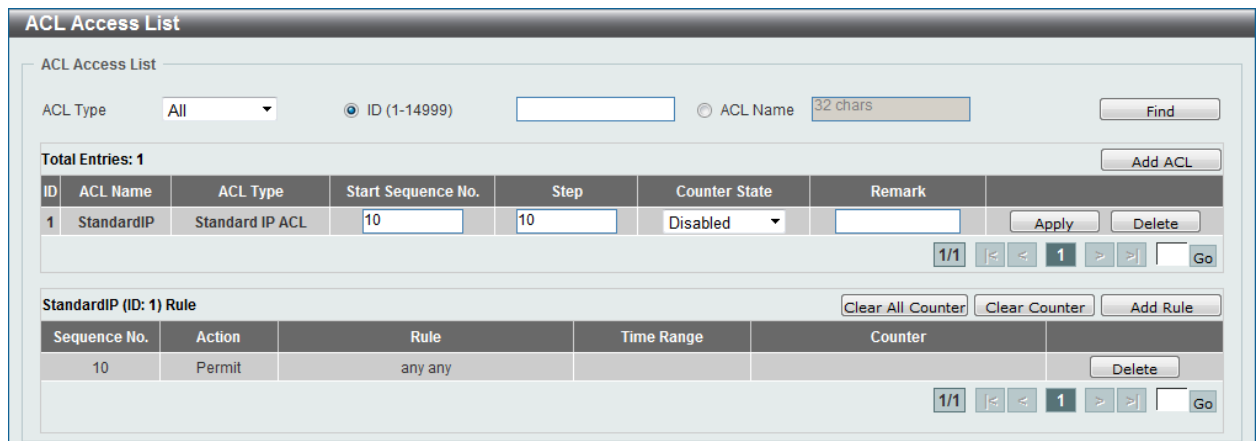 ACL Access List
ACL Access List
ACL Type All ID (1-14999) ACL Name 32 chars Find
Total Entries: 1 Add ACL
ID ACL Name ACL Type Start Sequence No. Step Counter State Remark
1 StandardIP Standard IP ACL 10 10 Disabled Apply Delete
1/1 |< < 1 > >| Go
StandardIP (ID: 1) Rule Clear All Counter Clear Counter Add Rule
Sequence No. Action Rule Time Range Counter
10 Permit any any Delete
1/1 |< < 1 > >| Go